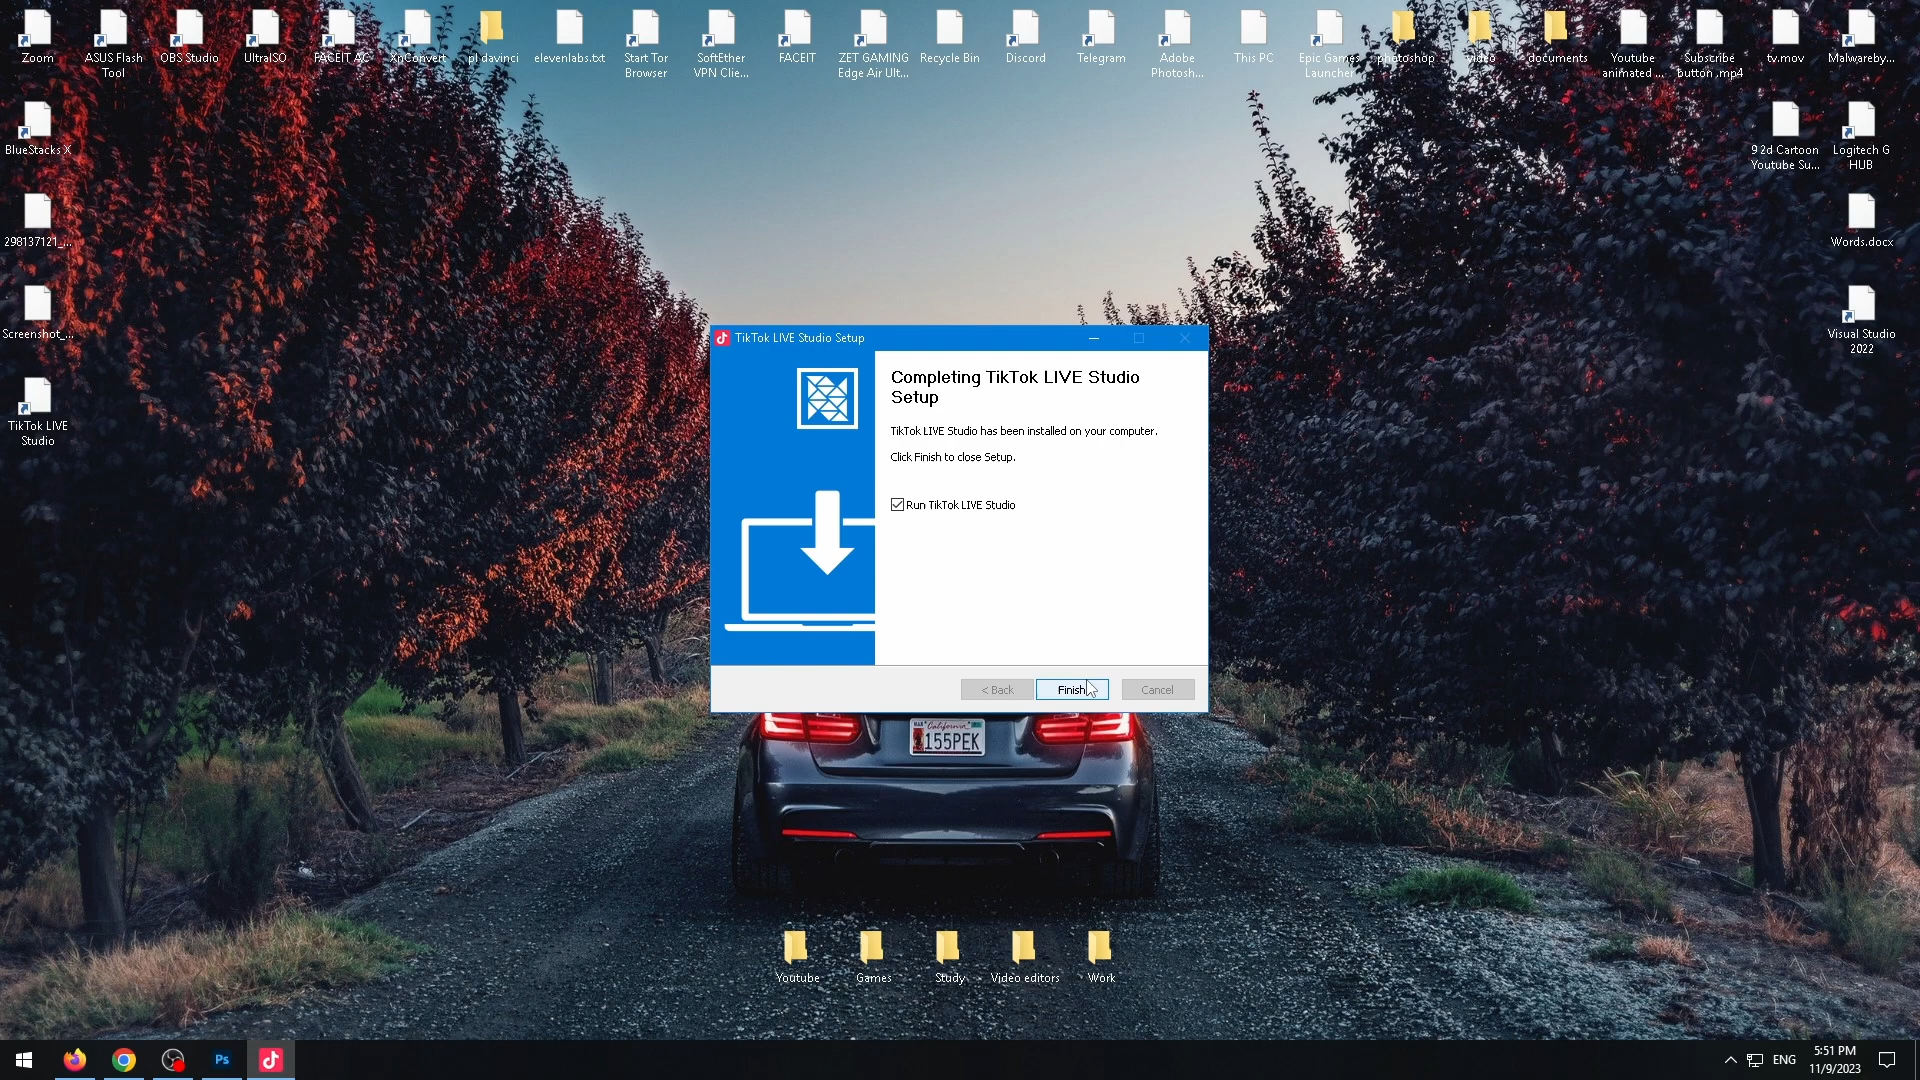 Zoom
ASUS Flash
Tool
OBS Studio
UltraISO
FACEIT AC
XnConvert
pl davinci
elevenlabs.txt
Start Tor
Browser
SoftEther
VPN Clie...
FACEIT
ZET GAMING
Edge Air Ult...
Recycle Bin
Discord
Telegram
Adobe
Photosh...
This PC
Epic Games
Launcher
photoshop
video
documents
Youtube
animated ...
Subscribe
button .mp4
tv.mov
Malwareby...
BlueStacks X
9 2d Cartoon
Youtube Su...
Logitech G
HUB
298137121_...
Words.docx
Screenshot_...
Visual Studio
2022
TikTok LIVE
Studio
TikTok LIVE Studio Setup
Completing TikTok LIVE Studio
Setup
TikTok LIVE Studio has been installed on your computer.
Click Finish to close Setup.
Run TikTok LIVE Studio
< Back
Finish
Cancel
MAR
California
155PEK
Youtube
Games
Study
Video editors
Work
Ps
ENG
5:51 PM
11/9/2023